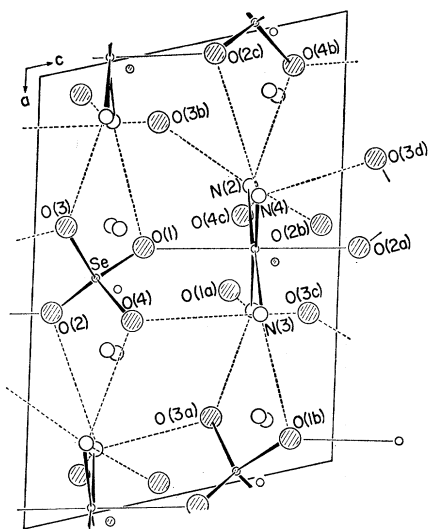 c
a
O(2c)
O(4b)
O(3b)
O(3d)
N(2)
N(4)
O(3)
O(4c)
O(2b)
O(1)
O(2a)
Se
O(1a)
O(3c)
O(2)
O(4)
N(3)
O(3a)
O(1b)